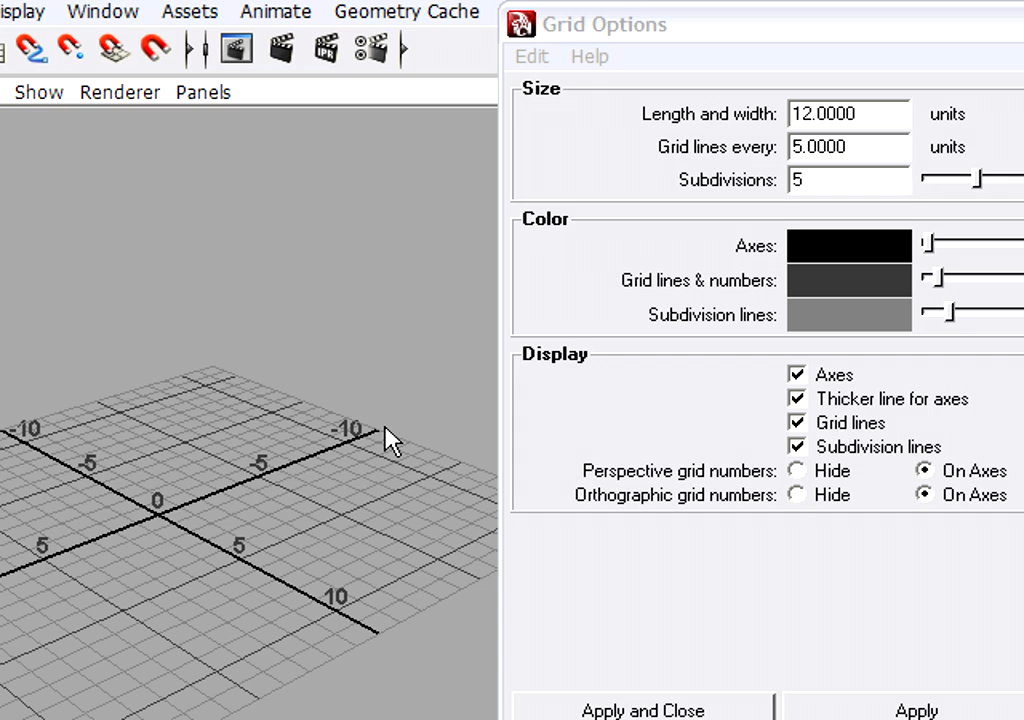 isplay Window Assets Animate Geometry Cache
IPR
Show Renderer Panels
-10 -10
-5 -5
0
5 5
10
Grid Options
Edit Help
Size
Length and width: 12.0000 units
Grid lines every: 5.0000 units
Subdivisions: 5
Color
Axes:
Grid lines & numbers:
Subdivision lines:
Display
Axes
Thicker line for axes
Grid lines
Subdivision lines
Perspective grid numbers: Hide On Axes
Orthographic grid numbers: Hide On Axes
Apply and Close Apply